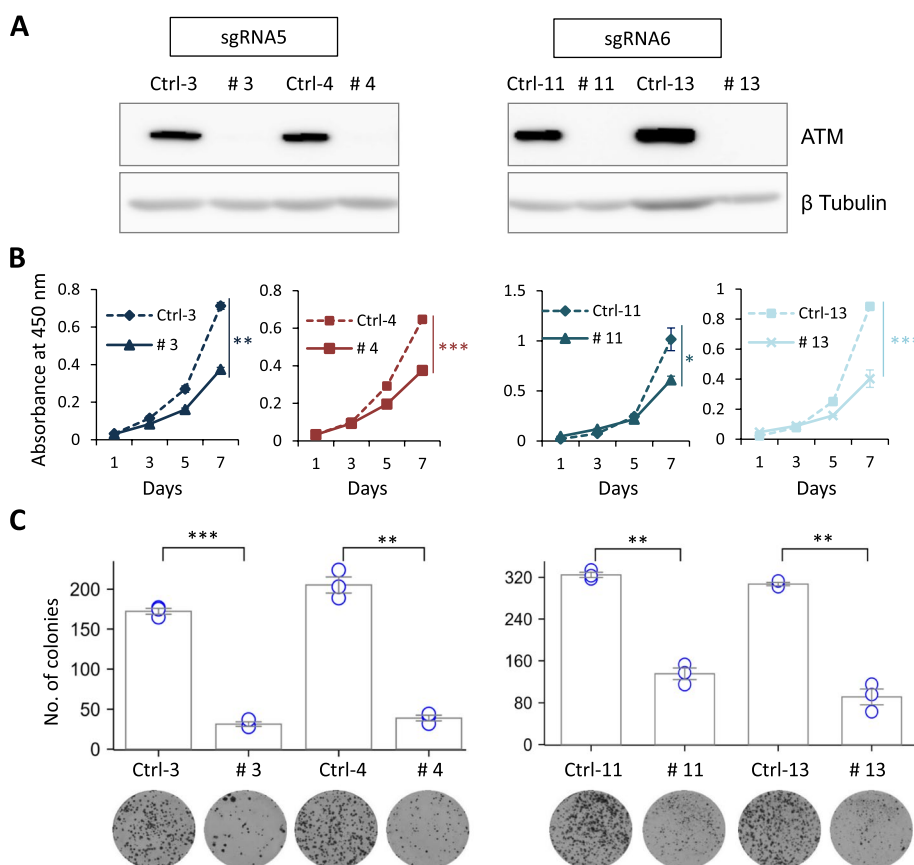 A
sgRNA5
sgRNA6
Ctrl-3 # 3 Ctrl-4 # 4
Ctrl-11 # 11 Ctrl-13 # 13
ATM
β Tubulin
B
Absorbance at 450 nm
0.8
0.6
0.4
0.2
0
Ctrl-3
# 3
**
1 3 5 7
Days
0.8
0.6
0.4
0.2
0
Ctrl-4
# 4
***
1 3 5 7
Days
1.5
1
0.5
0
Ctrl-11
# 11
*
1 3 5 7
Days
1
0.8
0.6
0.4
0.2
0
Ctrl-13
# 13
***
1 3 5 7
Days
C
No. of colonies
200
150
100
50
0
*** **
Ctrl-3 # 3 Ctrl-4 # 4
320
240
160
80
0
** **
Ctrl-11 # 11 Ctrl-13 # 13